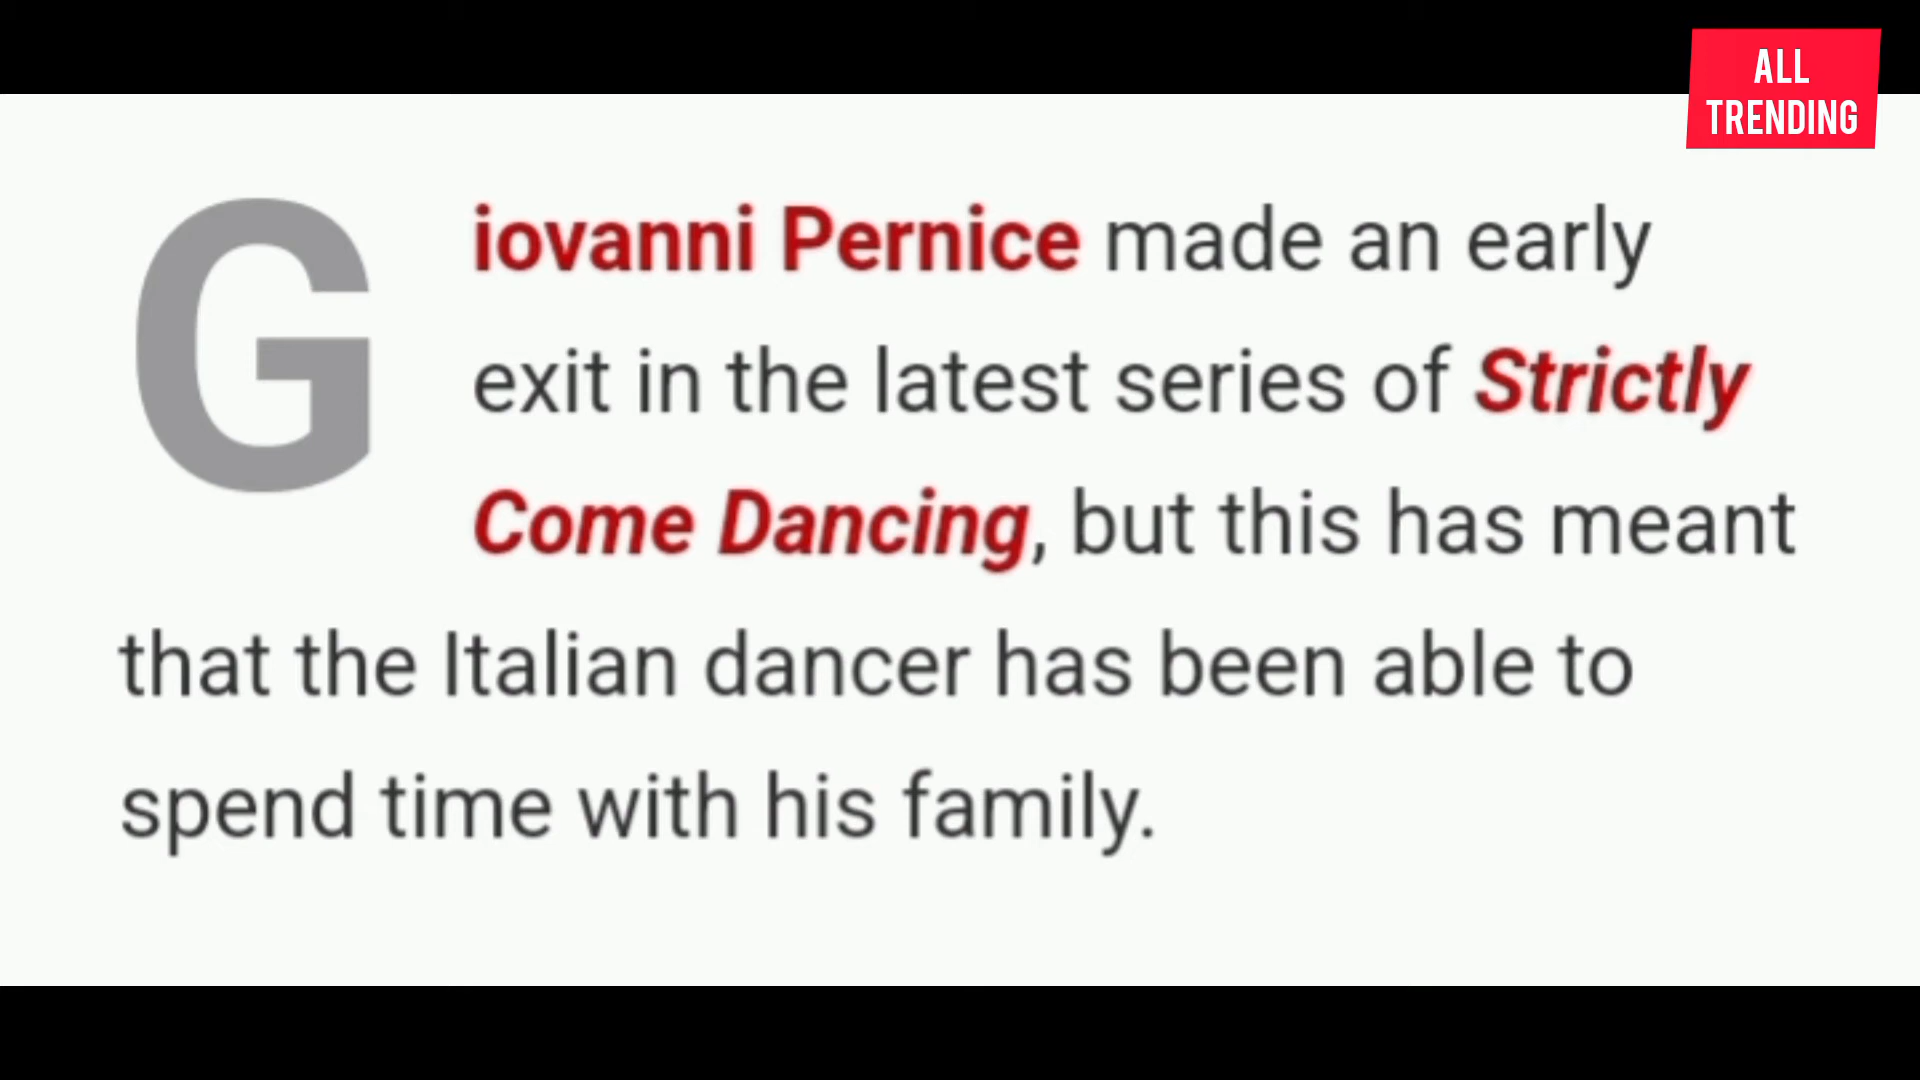 ALL
TRENDING
Giovanni Pernice made an early
exit in the latest series of Strictly
Come Dancing, but this has meant
that the Italian dancer has been able to
spend time with his family.